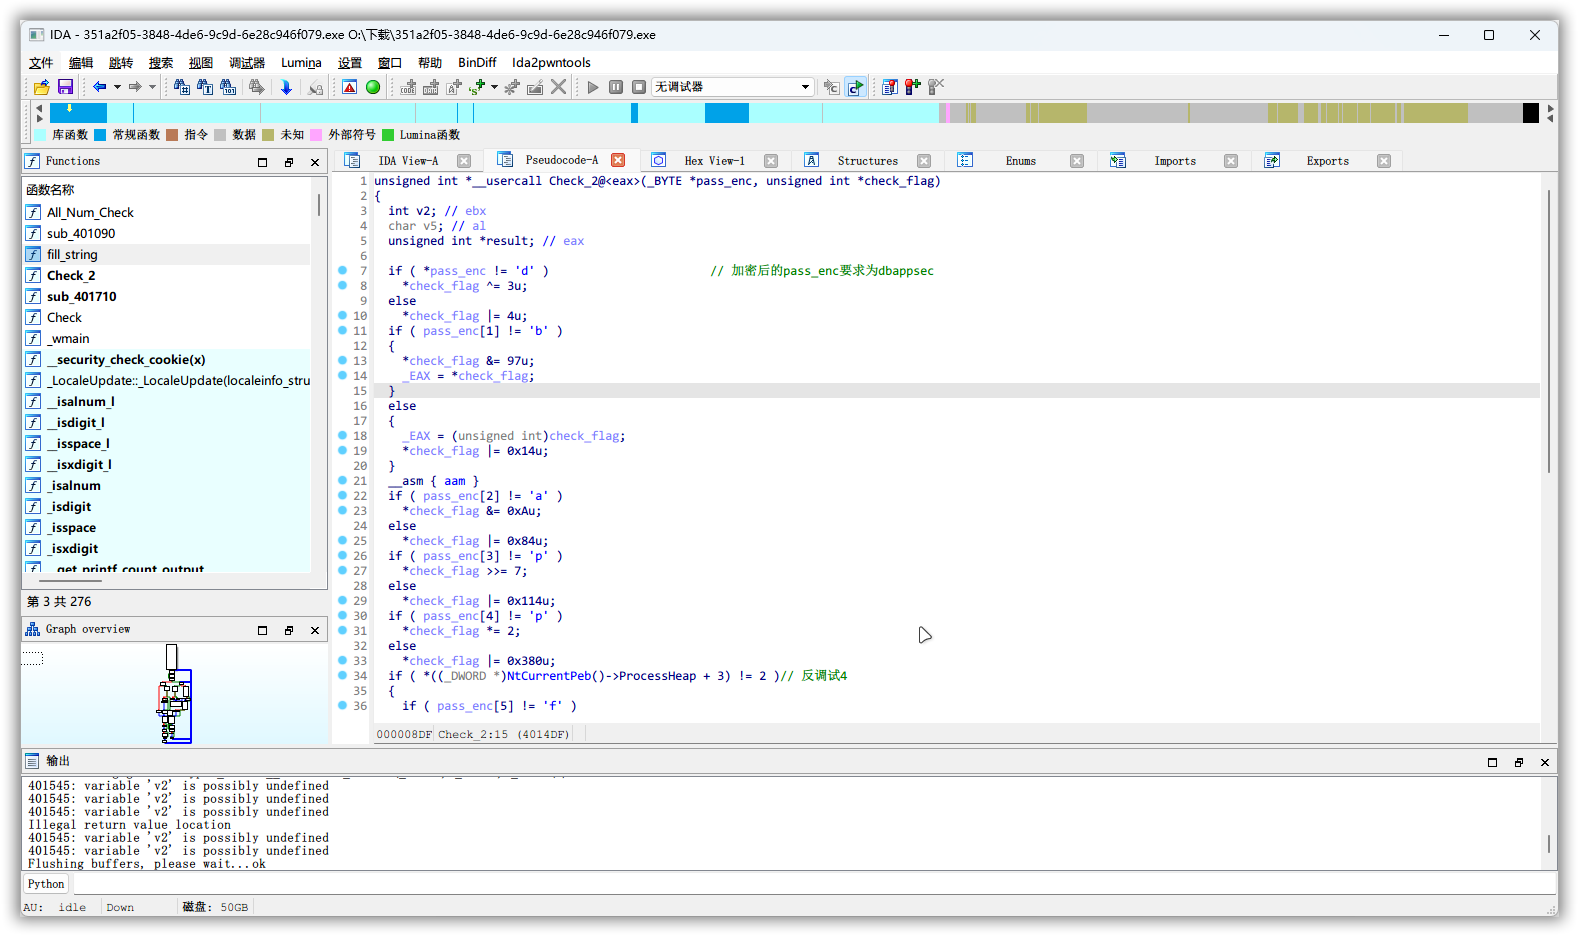 IDA - 351a2f05-3848-4de6-9c9d-6e28c946f079.exe O:\下载\351a2f05-3848-4de6-9c9d-6e28c946f079.exe
文件 编辑 跳转 搜索 视图 调试器 Lumina 设置 窗口 帮助 BinDiff Ida2pwntools
无调试器
库函数 常规函数 指令 数据 未知 外部符号 Lumina函数
Functions
函数名称
All_Num_Check
sub_401090
fill_string
Check_2
sub_401710
Check
_wmain
__security_check_cookie(x)
_LocaleUpdate::_LocaleUpdate(localeinfo_stru
__isalnum_l
__isdigit_l
__isspace_l
__isxdigit_l
_isalnum
_isdigit
_isspace
_isxdigit
__get_printf_count_output
第 3 共 276
Graph overview
IDA View-A Pseudocode-A Hex View-1 Structures Enums Imports Exports
1 unsigned int *__usercall Check_2@<eax>(_BYTE *pass_enc, unsigned int *check_flag)
2 {
3 int v2; // ebx
4 char v5; // al
5 unsigned int *result; // eax
6
7 if ( *pass_enc != 'd' ) // 加密后的pass_enc要求为dbappsec
8 *check_flag ^= 3u;
9 else
10 *check_flag |= 4u;
11 if ( pass_enc[1] != 'b' )
12 {
13 *check_flag &= 97u;
14 _EAX = *check_flag;
15 }
16 else
17 {
18 _EAX = (unsigned int)check_flag;
19 *check_flag |= 0x14u;
20 }
21 __asm { aam }
22 if ( pass_enc[2] != 'a' )
23 *check_flag &= 0xAu;
24 else
25 *check_flag |= 0x84u;
26 if ( pass_enc[3] != 'p' )
27 *check_flag >>= 7;
28 else
29 *check_flag |= 0x114u;
30 if ( pass_enc[4] != 'p' )
31 *check_flag *= 2;
32 else
33 *check_flag |= 0x380u;
34 if ( *((_DWORD *)NtCurrentPeb()->ProcessHeap + 3) != 2 )// 反调试4
35 {
36 if ( pass_enc[5] != 'f' )
000008DF Check_2:15 (4014DF)
输出
401545: variable 'v2' is possibly undefined
401545: variable 'v2' is possibly undefined
401545: variable 'v2' is possibly undefined
Illegal return value location
401545: variable 'v2' is possibly undefined
401545: variable 'v2' is possibly undefined
Flushing buffers, please wait...ok
Python
AU: idle Down 磁盘: 50GB